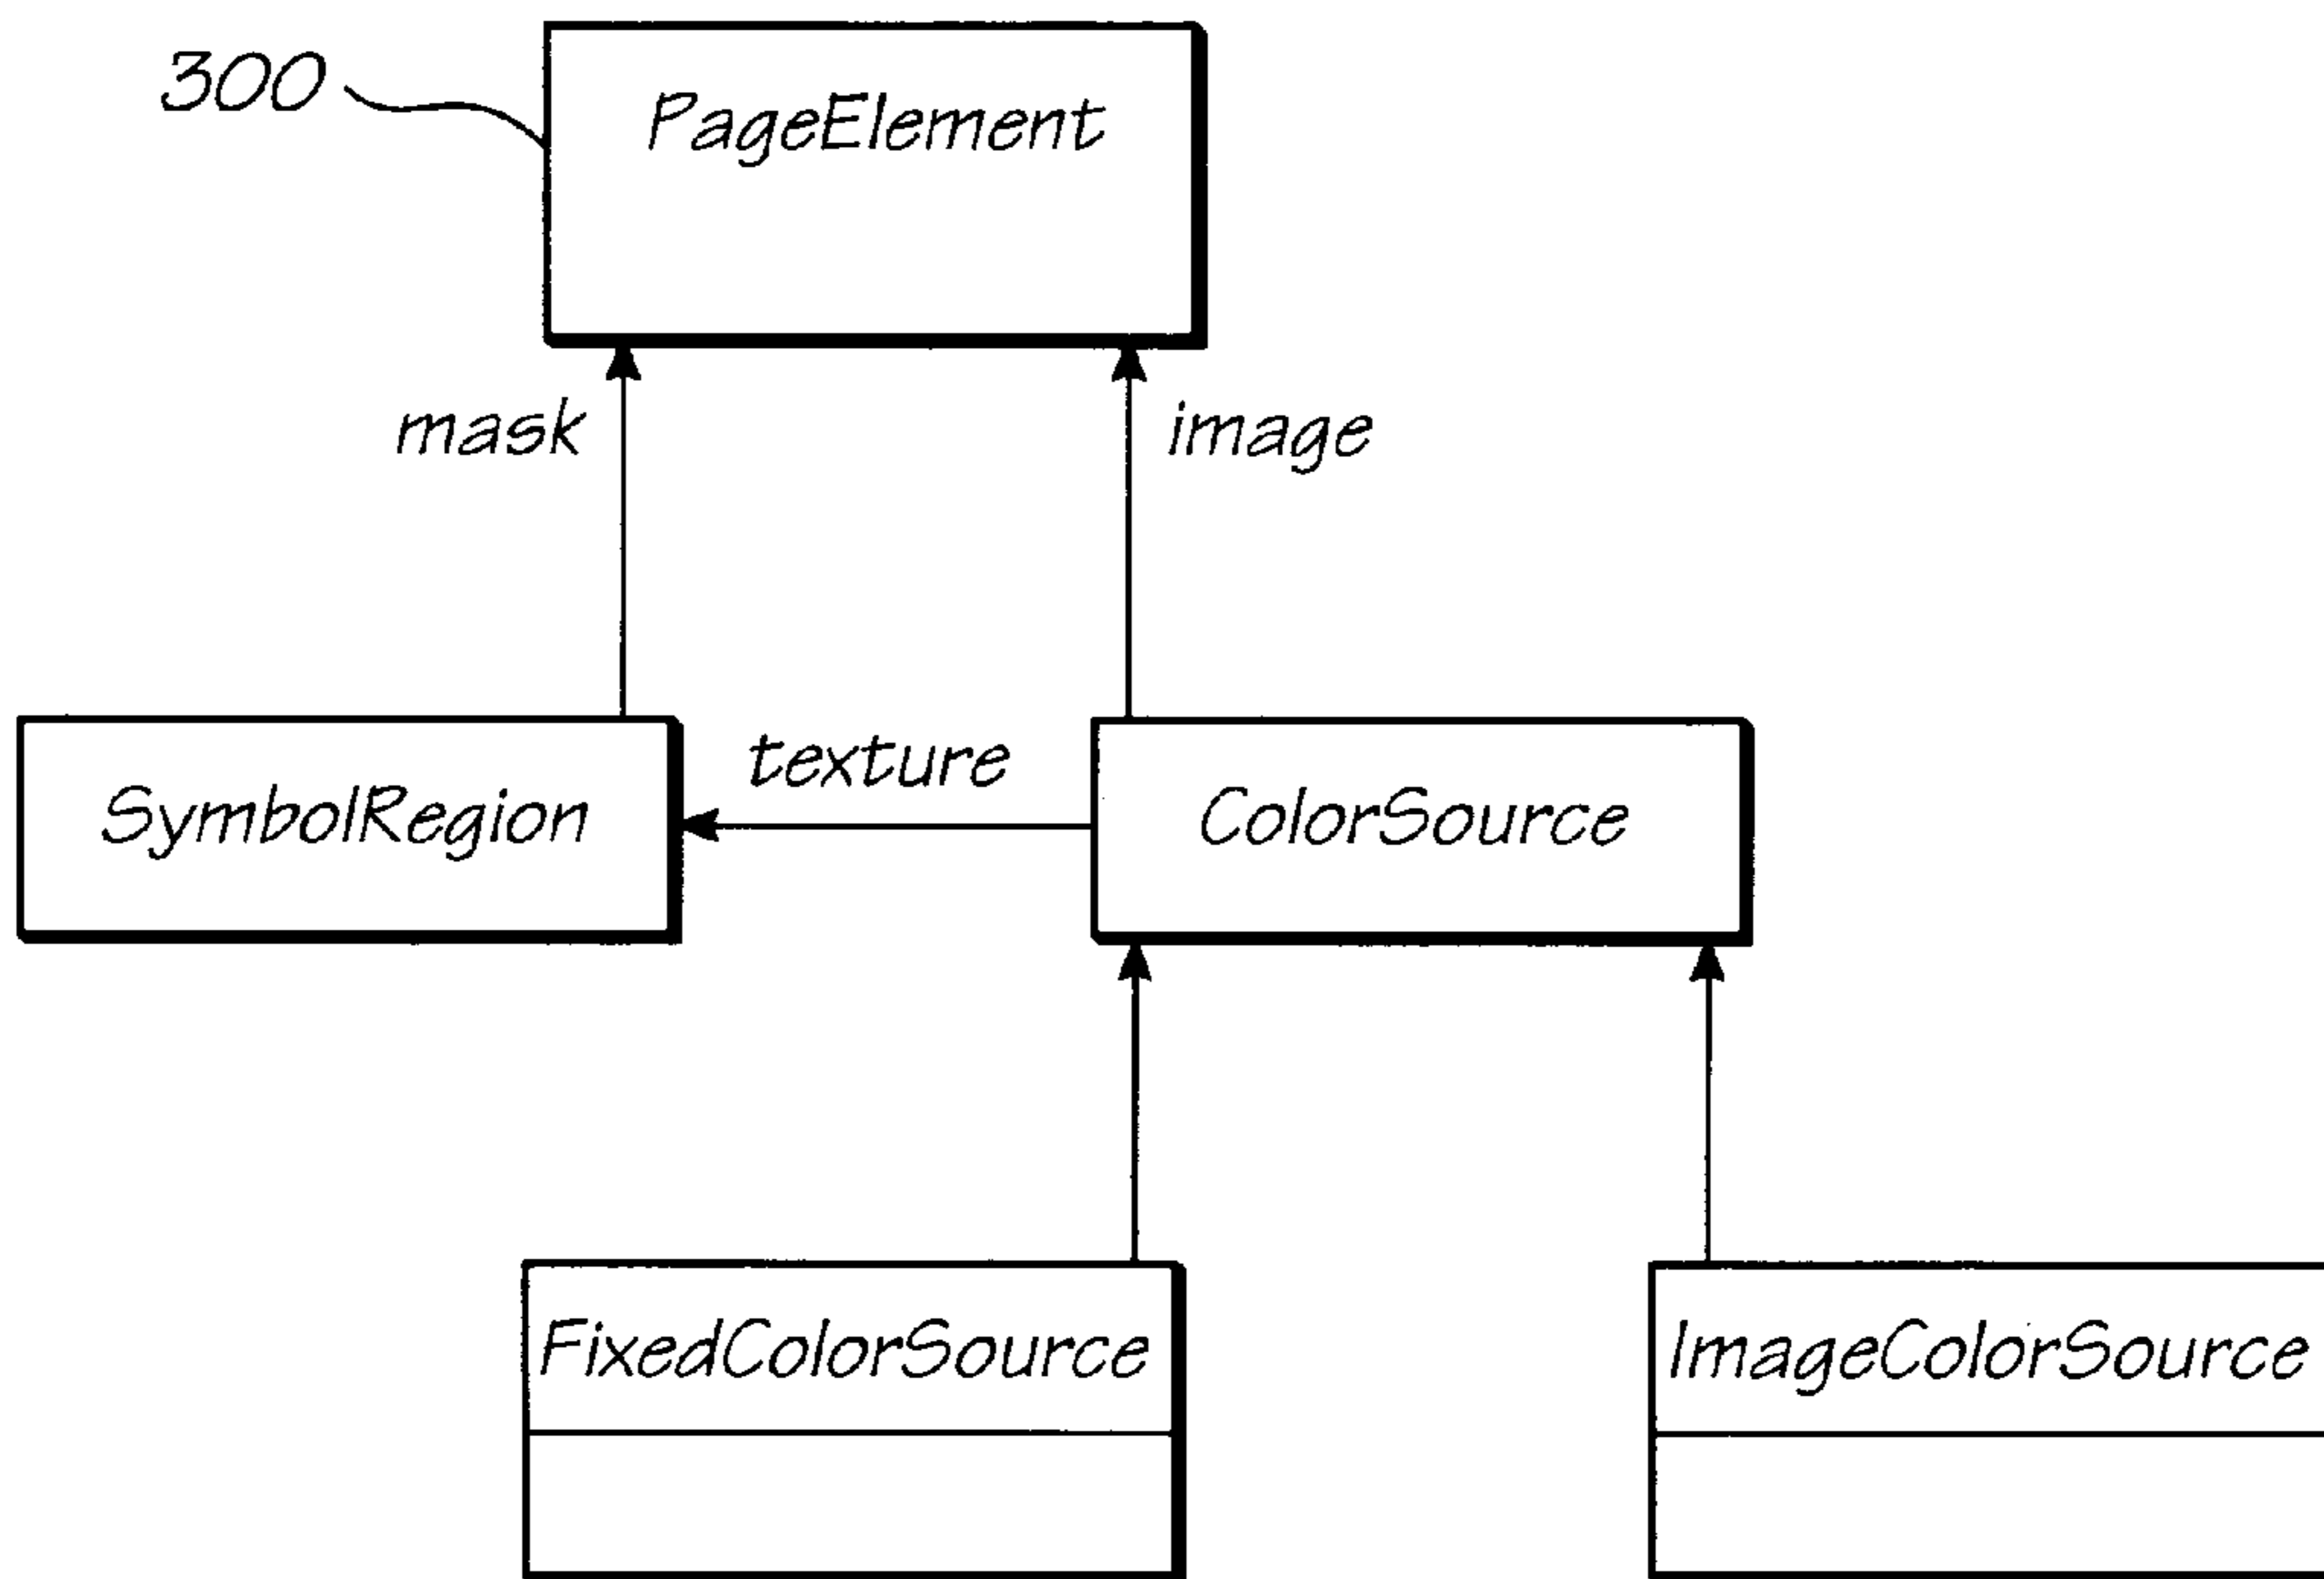 300
PageElement
mask
image
texture
SymbolRegion
ColorSource
FixedColorSource
ImageColorSource